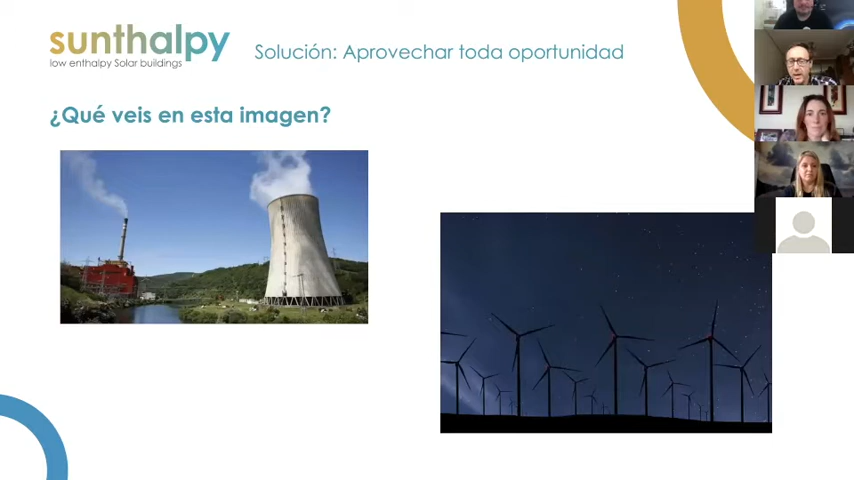 sunthalpy
low enthalpy Solar buildings
Solución: Aprovechar toda oportunidad
¿Qué veis en esta imagen?